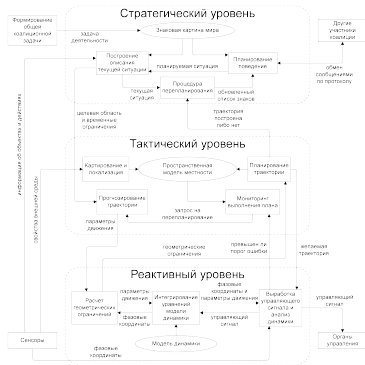 Стратегический уровень
Формирование
общей
коалиционной
задачи
задача
деятельности
Знаковая картина мира
Другие
участники
коалиции
Построение
описания
текущей ситуации
планируемая ситуация
Планирование
поведения
обмен
сообщениями
по протоколу
Процедура
перепланирования
текущая
ситуация
обновленный
список знаков
целевая область
и временные
ограничения
траектория
построена
либо нет
информация об объектах и действиях
свойства внешней среды
Тактический уровень
Картирование и
локализация
Пространственная
модель местности
Планирование
траектории
Прогнозирование
траектории
Мониторинг
выполнения плана
запрос на
перепланирование
параметры
движения
геометрические
ограничения
превышен ли
порог ошибки
желаемая
траектория
Реактивный уровень
Расчёт
геометрических
ограничений
параметры
движения
фазовые
координаты
Интегрирование
уравнений
модели
динамики
фазовые
координаты и
параметры движения
управляющий
сигнал
Выработка
управляющего
сигнала и
анализ
динамики
управляющий
сигнал
Сенсоры
Модель динамики
Органы
управления
фазовые
координаты